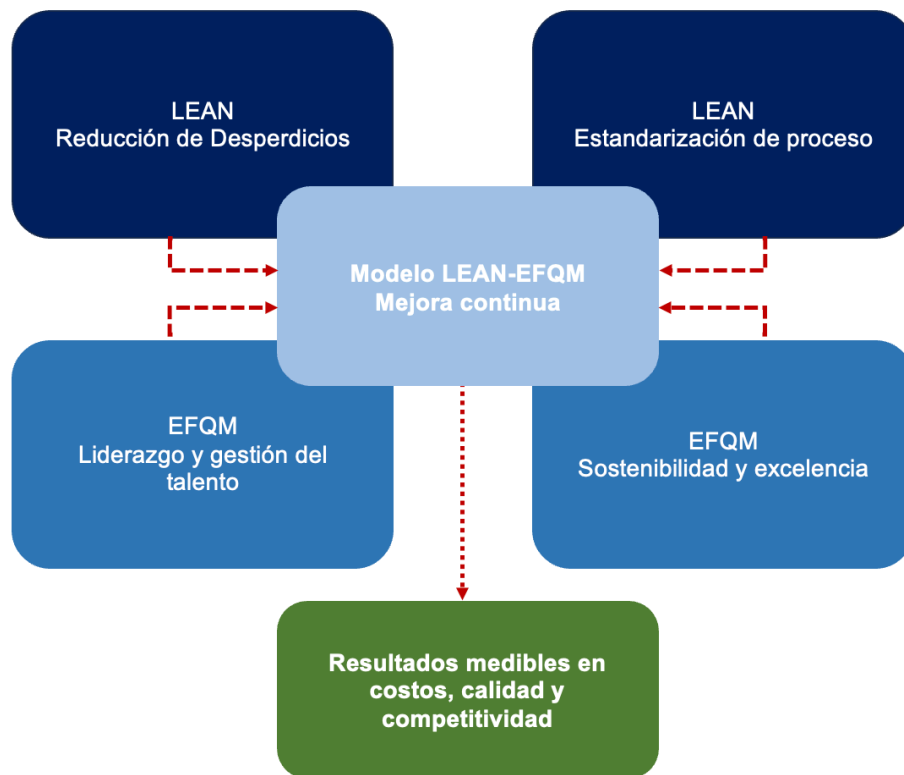 LEAN
Reducción de Desperdicios
LEAN
Estandarización de proceso
Modelo LEAN-EFQM
Mejora continua
EFQM
Liderazgo y gestión del
talento
EFQM
Sostenibilidad y excelencia
Resultados medibles en
costos, calidad y
competitividad